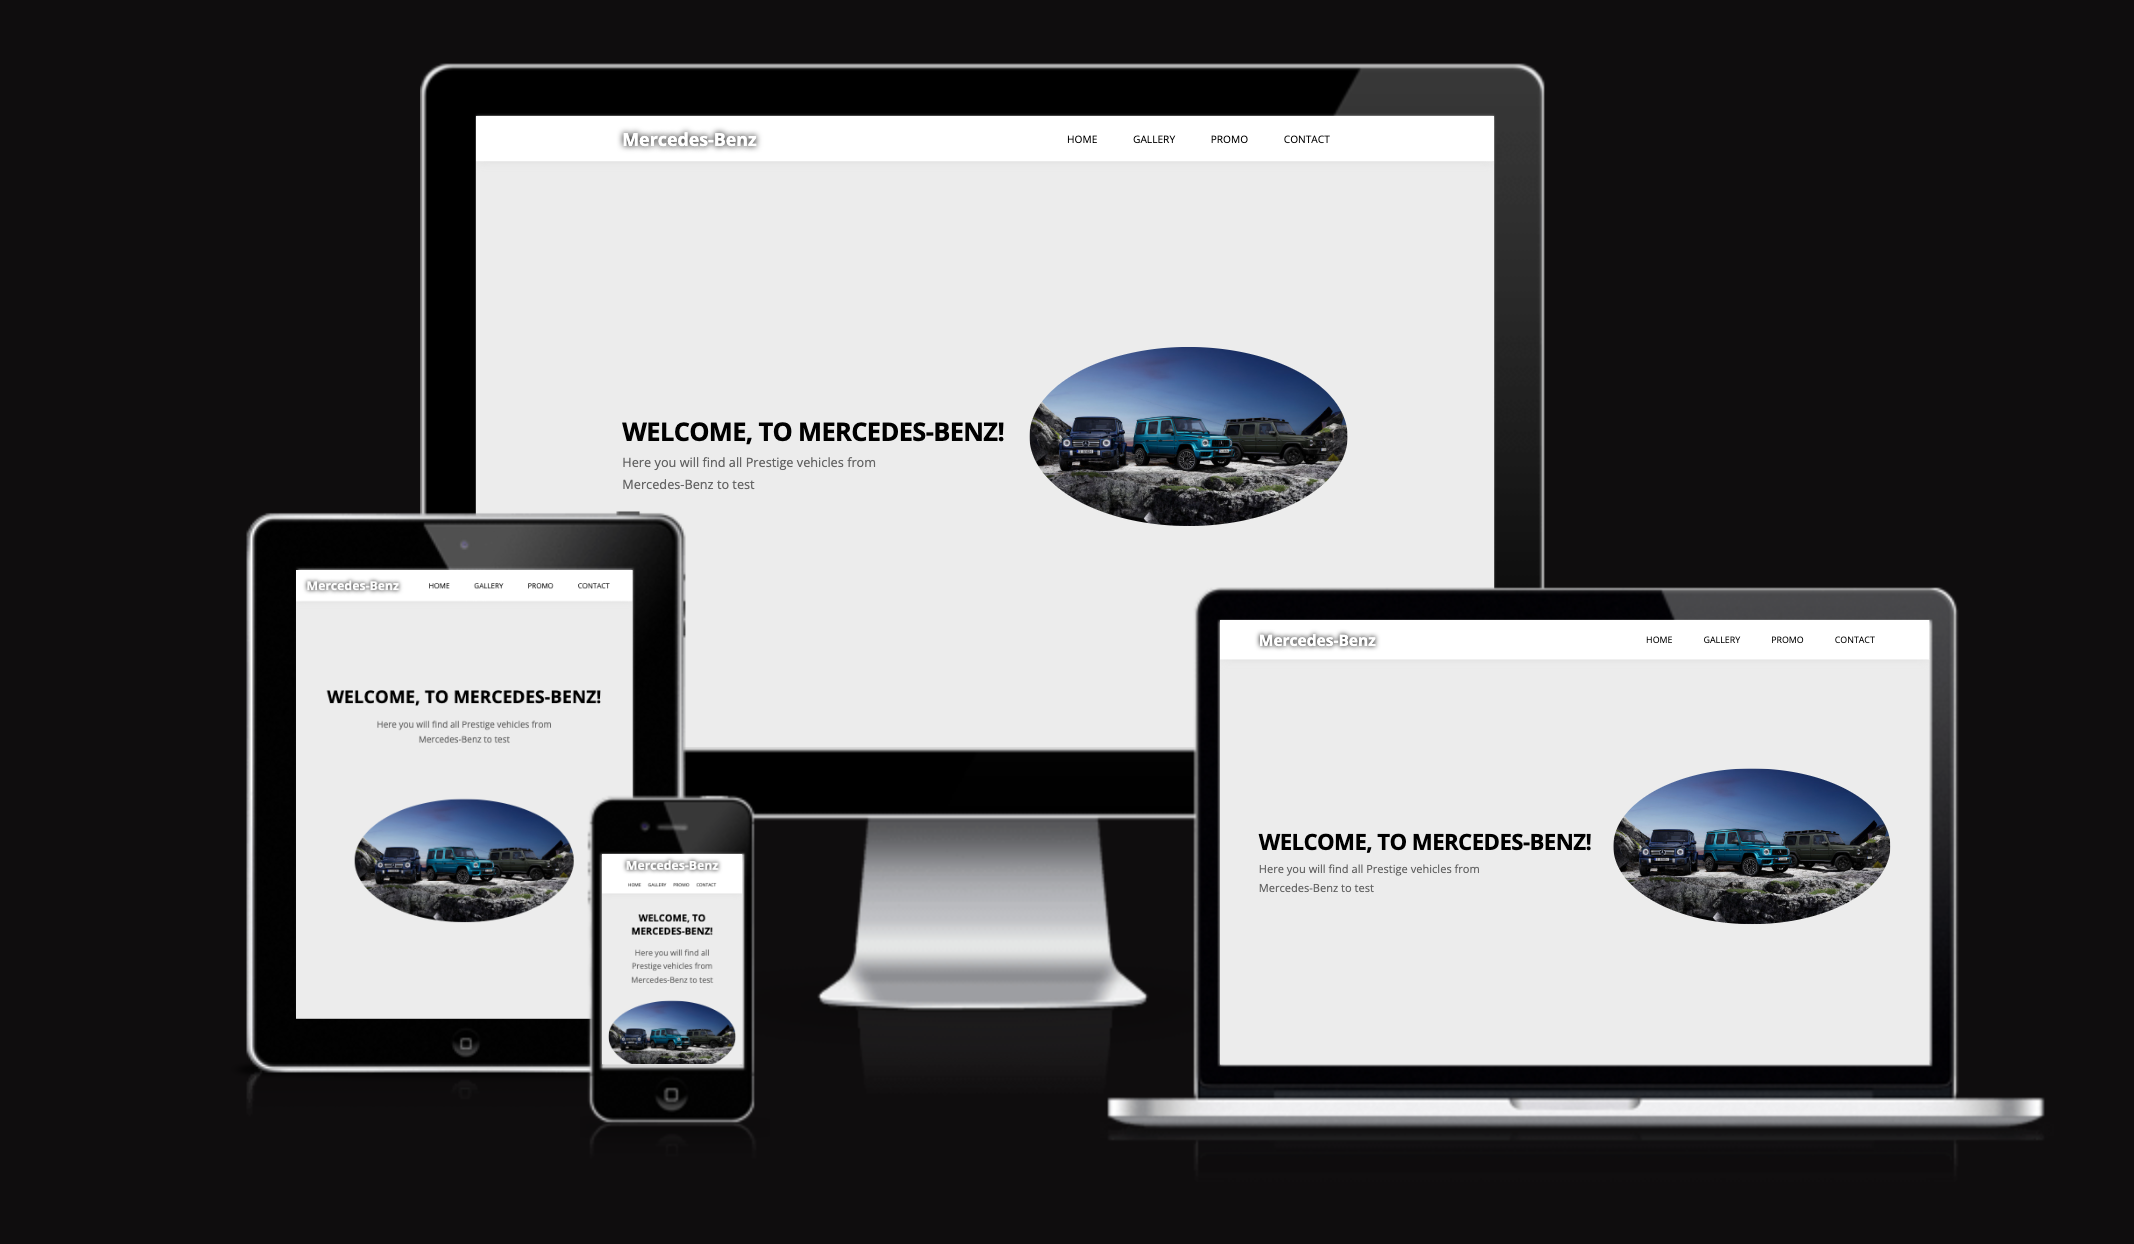 Mercedes-Benz
HOME GALLERY PROMO CONTACT
WELCOME, TO MERCEDES-BENZ!
Here you will find all Prestige vehicles from
Mercedes-Benz to test
Mercedes-Benz
HOME GALLERY PROMO CONTACT
WELCOME, TO MERCEDES-BENZ!
Here you will find all Prestige vehicles from
Mercedes-Benz to test
Mercedes-Benz
HOME GALLERY PROMO CONTACT
WELCOME, TO
MERCEDES-BENZ!
Here you will find all
Prestige vehicles from
Mercedes-Benz to test
Mercedes-Benz
HOME GALLERY PROMO CONTACT
WELCOME, TO MERCEDES-BENZ!
Here you will find all Prestige vehicles from
Mercedes-Benz to test